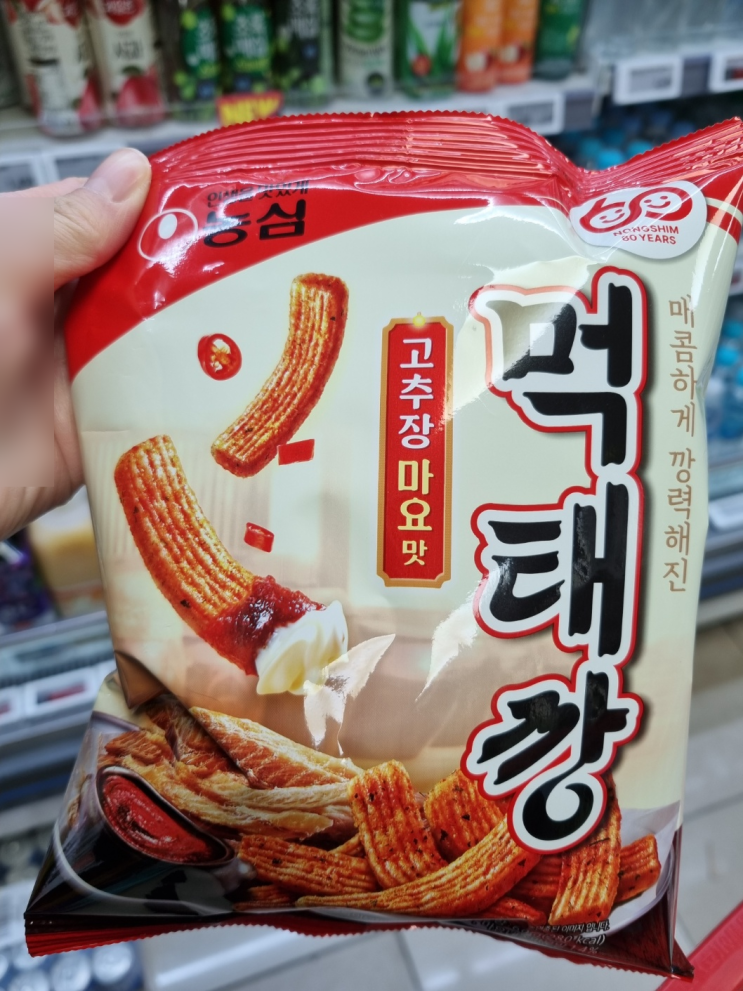 인생을 맛있게
농심
NONGSHIM
60 YEARS
먹태깡
고추장 마요 맛
매콤하게 깡력해진
NEW